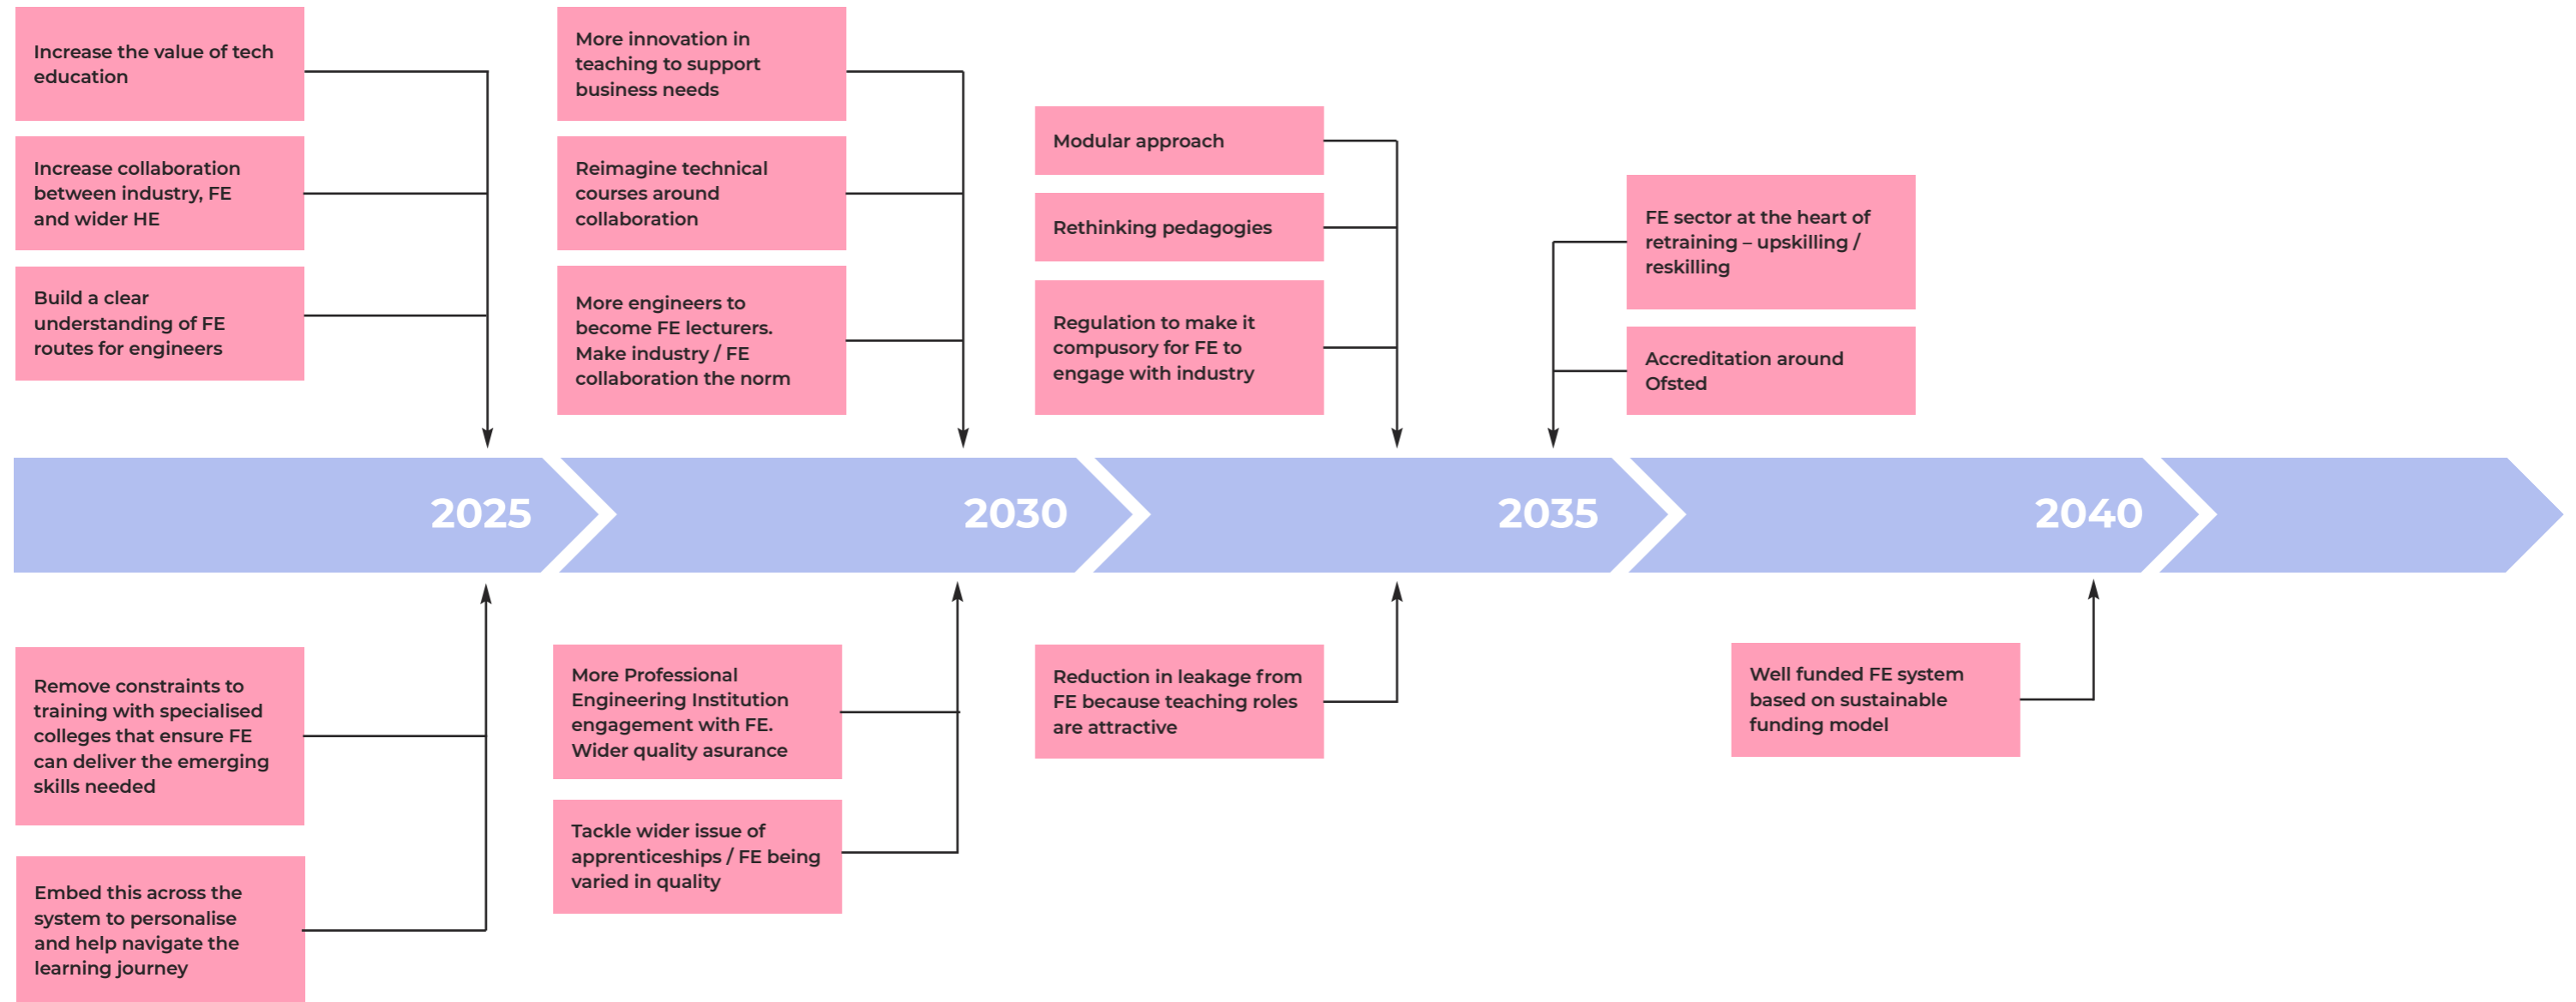 Increase the value of tech
education
Increase collaboration
between industry, FE
and wider HE
Build a clear
understanding of FE
routes for engineers
More innovation in
teaching to support
business needs
Reimagine technical
courses around
collaboration
More engineers to
become FE lecturers.
Make industry / FE
collaboration the norm
Modular approach
Rethinking pedagogies
Regulation to make it
compusory for FE to
engage with industry
FE sector at the heart of
retraining – upskilling /
reskilling
Accreditation around
Ofsted
2025
2030
2035
2040
Remove constraints to
training with specialised
colleges that ensure FE
can deliver the emerging
skills needed
Embed this across the
system to personalise
and help navigate the
learning journey
More Professional
Engineering Institution
engagement with FE.
Wider quality asurance
Tackle wider issue of
apprenticeships / FE being
varied in quality
Reduction in leakage from
FE because teaching roles
are attractive
Well funded FE system
based on sustainable
funding model